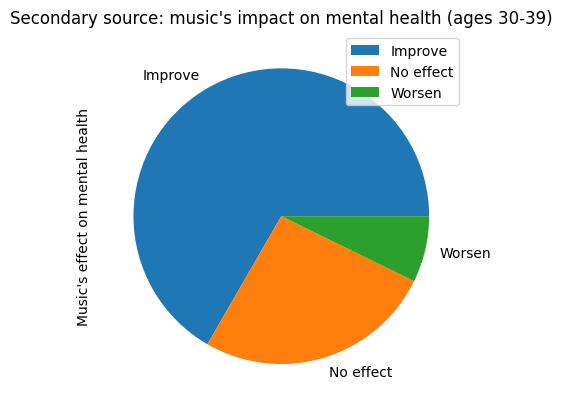 Secondary source: music's impact on mental health (ages 30-39)
Improve
No effect
Worsen
Improve
Music's effect on mental health
Worsen
No effect